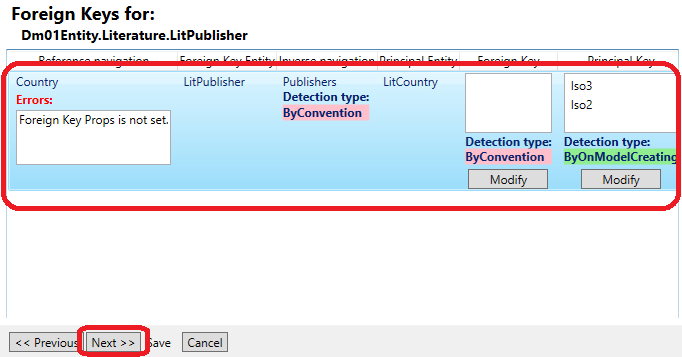 Foreign Keys for:
Dm01Entity.Literature.LitPublisher
Reference navigation Foreign Key Entity Inverse navigation Principal Entity Foreign Key Principal Key
Country LitPublisher Publishers LitCountry
Errors:
Foreign Key Props is not set.
Detection type:
ByConvention
Detection type:
ByConvention
Modify
Iso3
Iso2
Detection type:
ByOnModelCreating
Modify
<< Previous Next >> Save Cancel